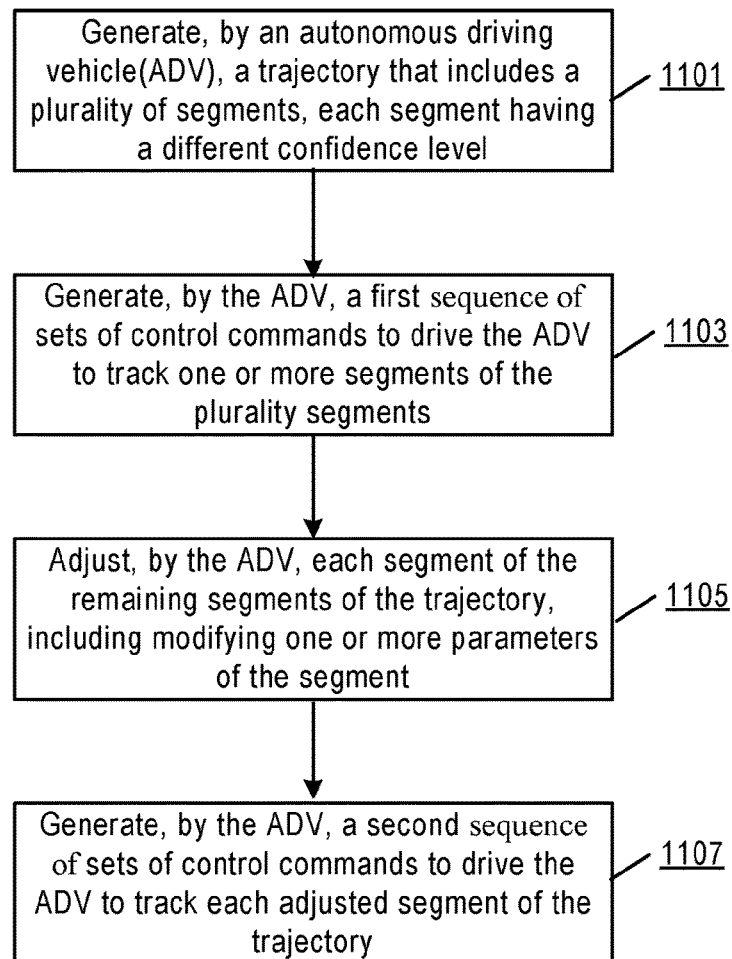 Generate, by an autonomous driving
vehicle(ADV), a trajectory that includes a
plurality of segments, each segment having
a different confidence level
1101
Generate, by the ADV, a first sequence of
sets of control commands to drive the ADV
to track one or more segments of the
plurality segments
1103
Adjust, by the ADV, each segment of the
remaining segments of the trajectory,
including modifying one or more parameters
of the segment
1105
Generate, by the ADV, a second sequence
of sets of control commands to drive the
ADV to track each adjusted segment of the
trajectory
1107